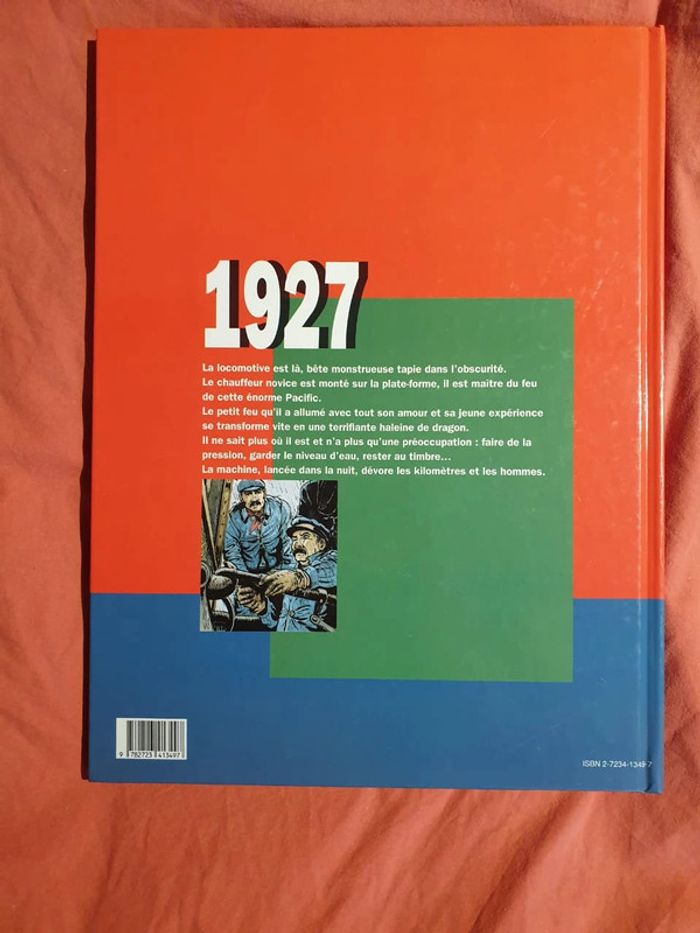 1927
La locomotive est là, bête monstrueuse tapie dans l'obscurité.
Le chauffeur novice est monté sur la plate-forme, il est maître du feu
de cette énorme Pacific.
Le petit feu qu'il a allumé avec tout son amour et sa jeune expérience
se transforme vite en une terrifiante haleine de dragon.
Il ne sait plus où il est et n'a plus qu'une préoccupation : faire de la
pression, garder le niveau d'eau, rester au timbre...
La machine, lancée dans la nuit, dévore les kilomètres et les hommes.
9 782723 413497
ISBN 2-7234-1349-7